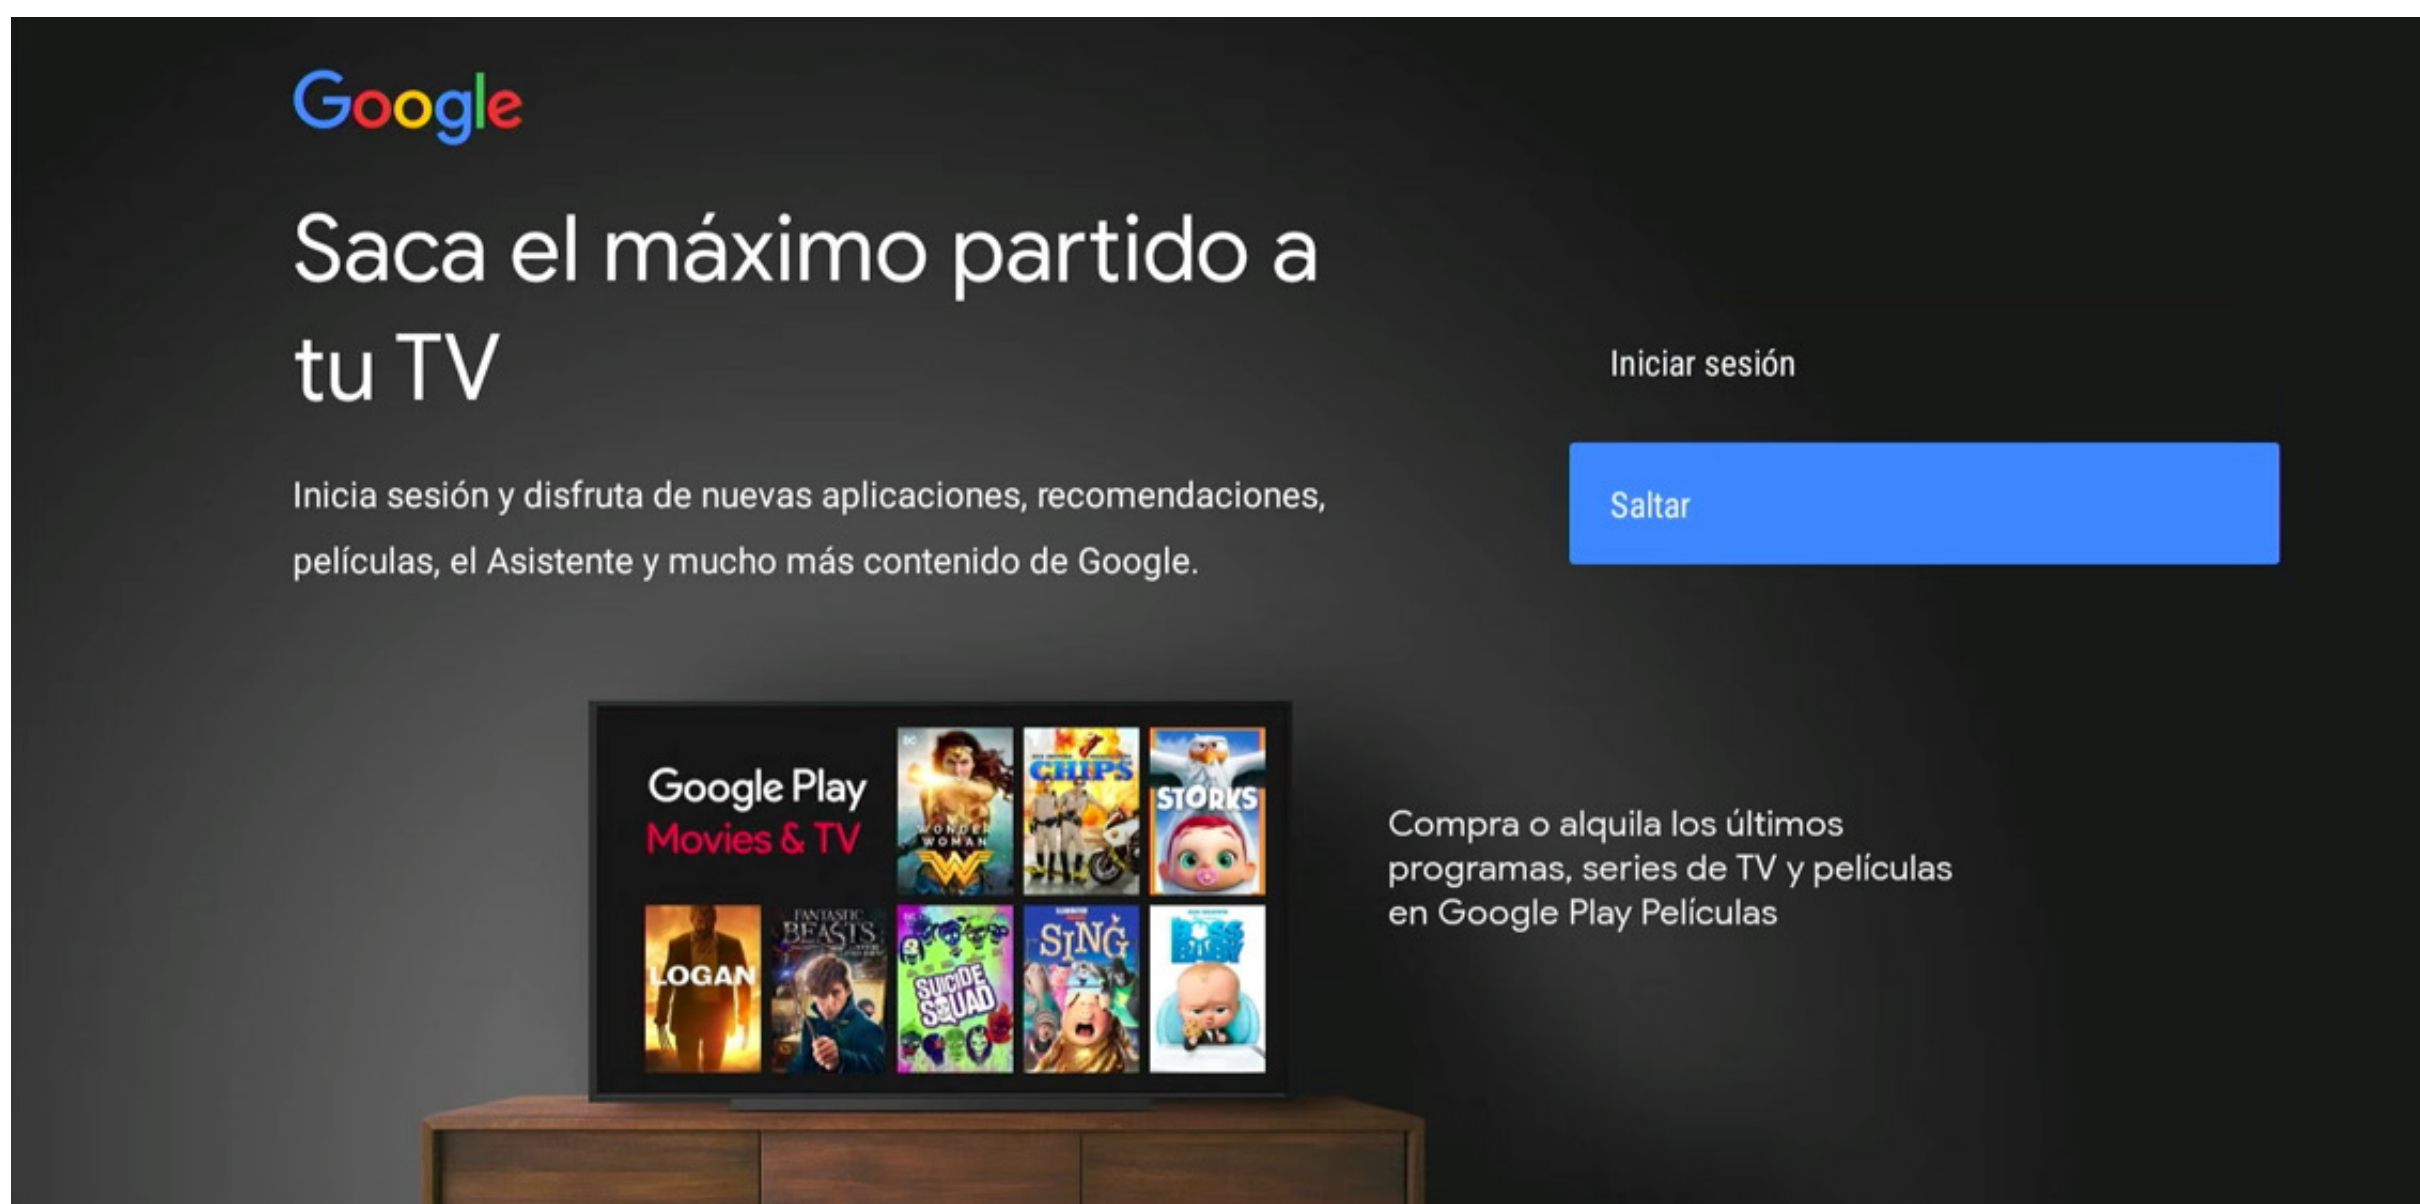 Google
Saca el máximo partido a
tu TV
Inicia sesión y disfruta de nuevas aplicaciones, recomendaciones,
películas, el Asistente y mucho más contenido de Google.
Iniciar sesión
Saltar
Google Play
Movies & TV
WONDER
WOMAN
CHIPS
STORKS
LOGAN
FANTASTIC
BEASTS
SUICIDE
SQUAD
SING
BOSS
BABY
Compra o alquila los últimos
programas, series de TV y películas
en Google Play Películas